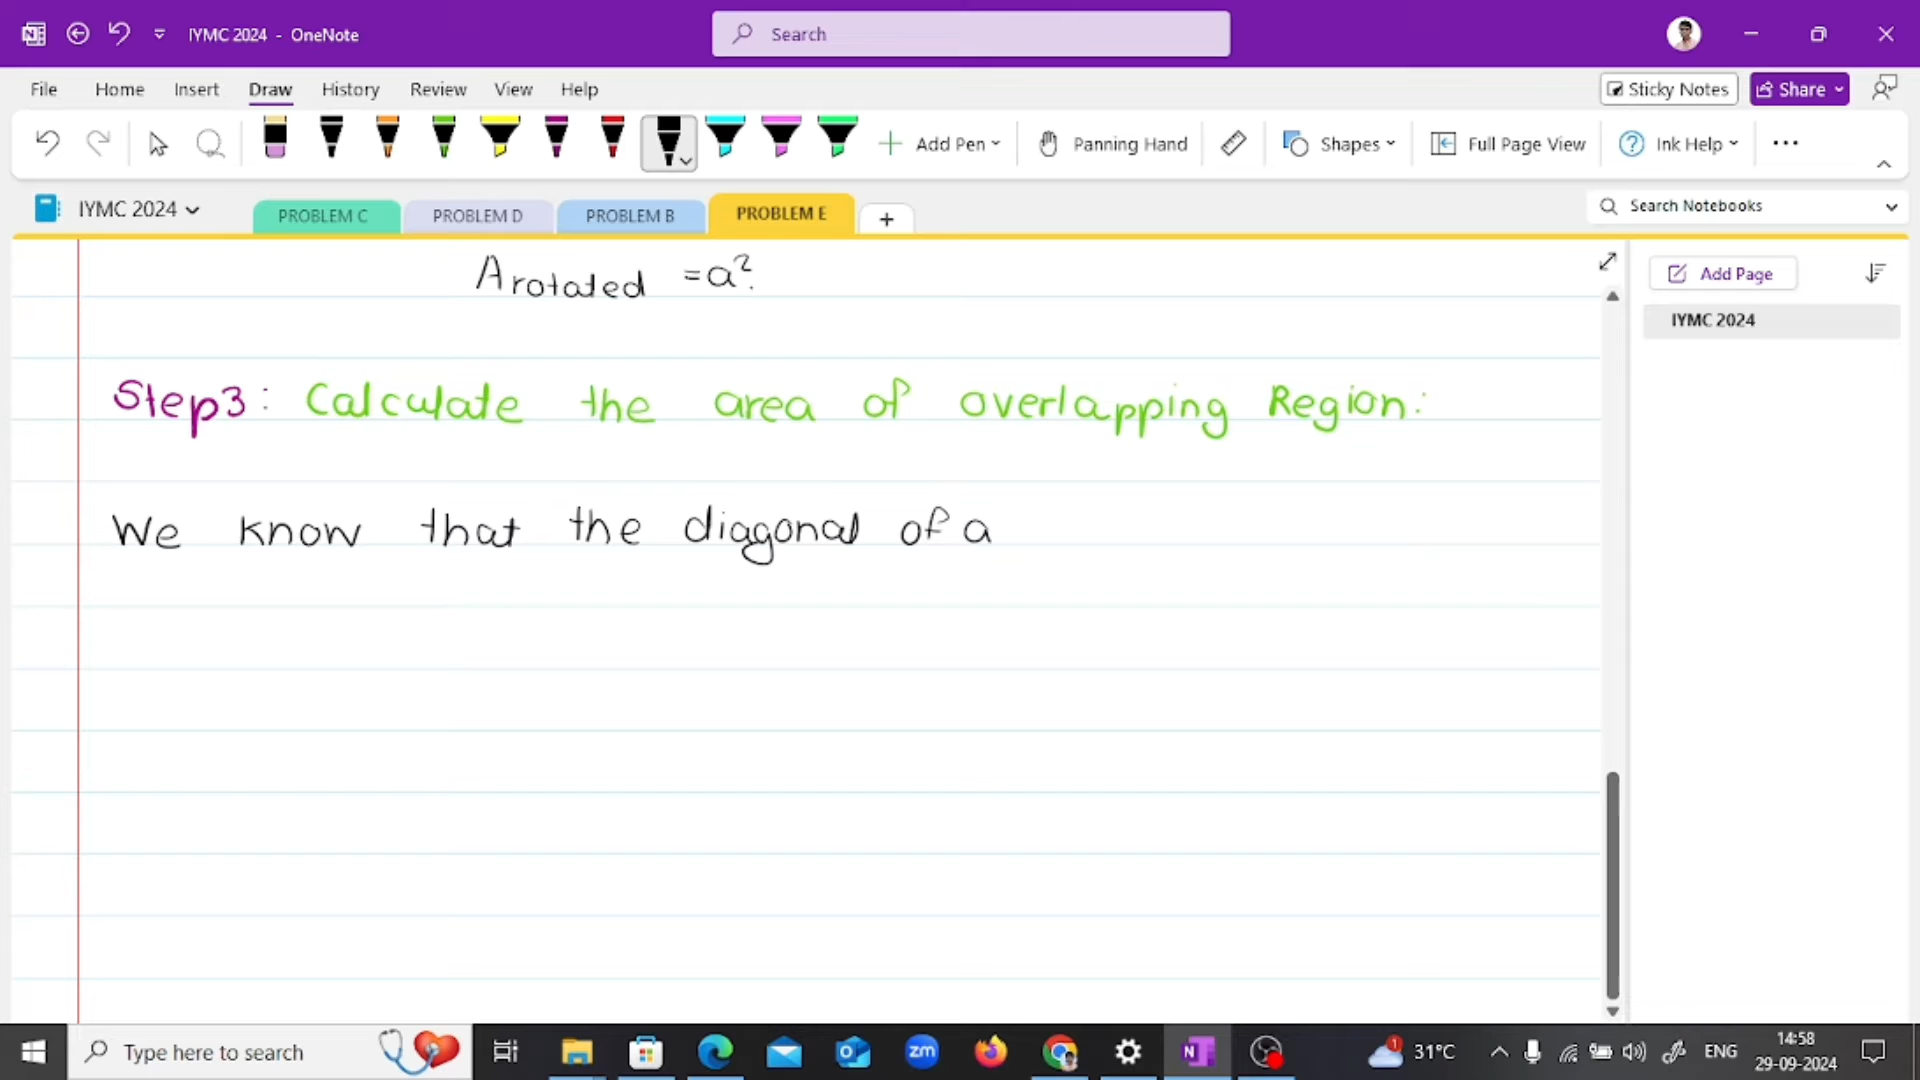 IYMC 2024 - OneNote
Search
File Home Insert Draw History Review View Help
Sticky Notes Share
Add Pen Panning Hand Shapes Full Page View Ink Help
IYMC 2024 PROBLEM C PROBLEM D PROBLEM B PROBLEM E +
Search Notebooks
Add Page
IYMC 2024
A rotated = a².
Step3: Calculate the area of overlapping Region:
We know that the diagonal of a
Type here to search
zm
1 31°C ENG
14:58
29-09-2024